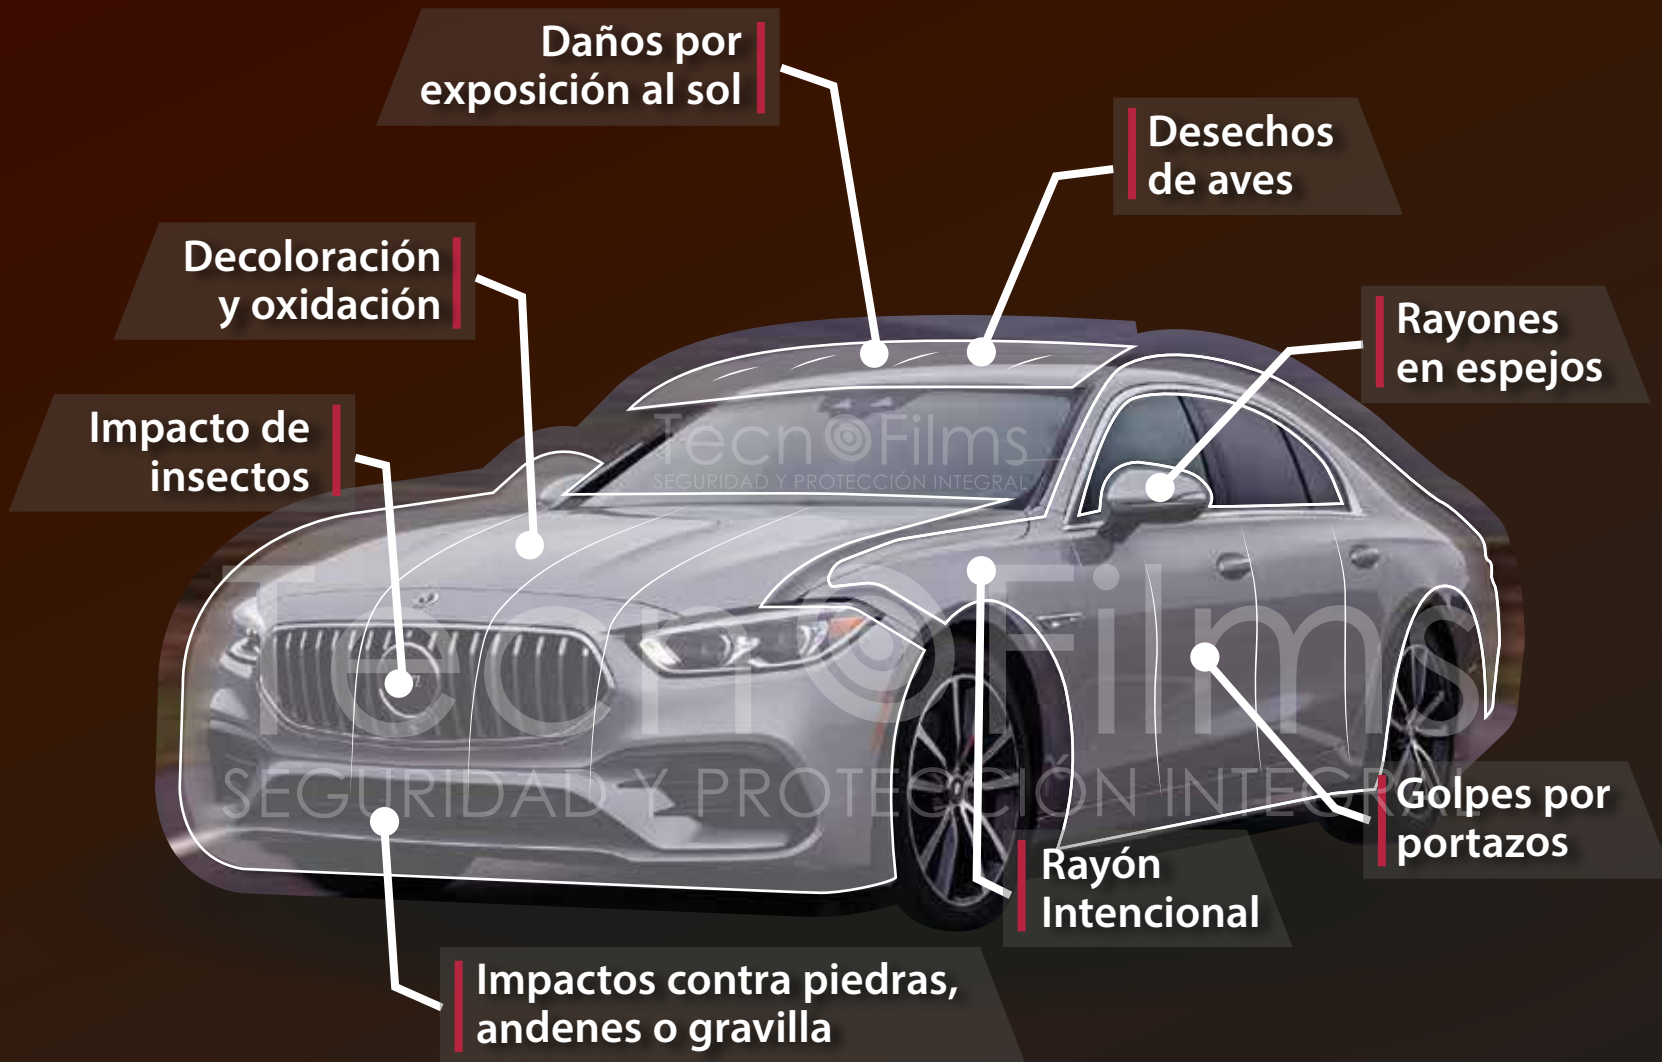 Daños por
exposición al sol
Desechos
de aves
Decoloración
y oxidación
Rayones
en espejos
Impacto de
insectos
TecnoFilms
SEGURIDAD Y PROTECCIÓN INTEGRAL
TecnoFilms
SEGURIDAD Y PROTECCIÓN INTEGRAL
Golpes por
portazos
Rayón
Intencional
Impactos contra piedras,
andenes o gravilla